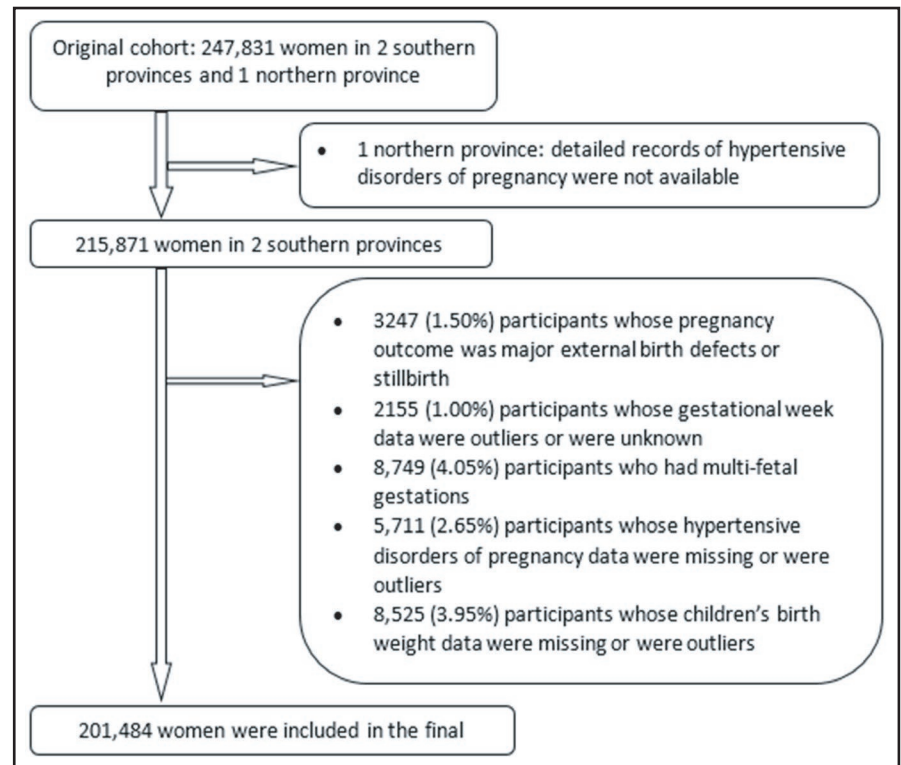 Original cohort: 247,831 women in 2 southern
provinces and 1 northern province
• 1 northern province: detailed records of hypertensive
disorders of pregnancy were not available
215,871 women in 2 southern provinces
• 3247 (1.50%) participants whose pregnancy
outcome was major external birth defects or
stillbirth
• 2155 (1.00%) participants whose gestational week
data were outliers or were unknown
• 8,749 (4.05%) participants who had multi-fetal
gestations
• 5,711 (2.65%) participants whose hypertensive
disorders of pregnancy data were missing or were
outliers
• 8,525 (3.95%) participants whose children's birth
weight data were missing or were outliers
201,484 women were included in the final